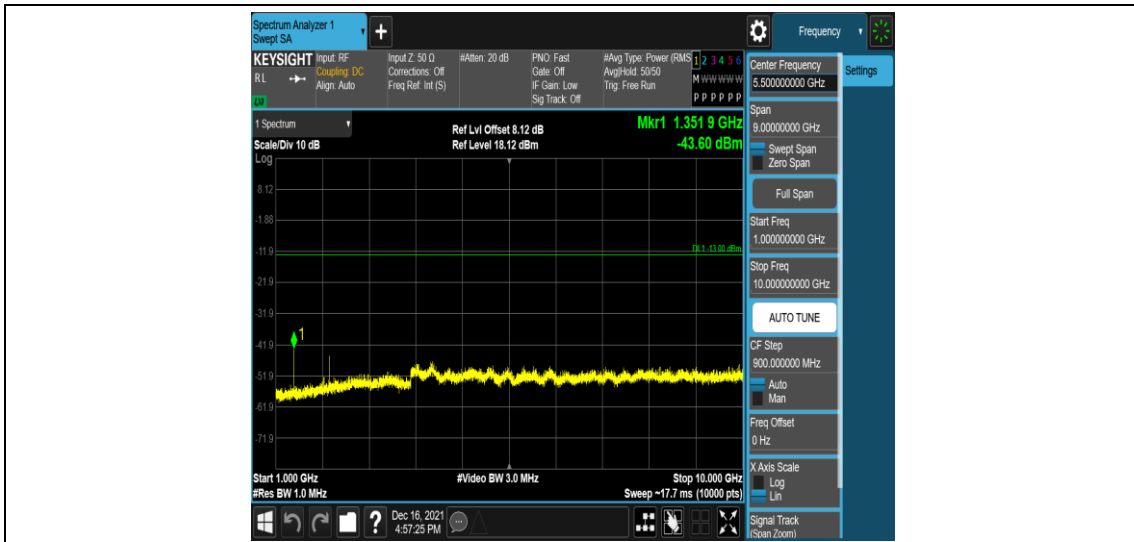 Spectrum Analyzer 1
Swept SA
+
Frequency
KEYSIGHT
RL
LXI
Input: RF
Coupling: DC
Align: Auto
Input Z: 50 Ω
Corrections: Off
Freq Ref: Int (S)
#Atten: 20 dB
PNO: Fast
Gate: Off
IF Gain: Low
Sig Track: Off
#Avg Type: Power (RMS
Avg|Hold: 50/50
Trig: Free Run
1 2 3 4 5 6
M W W W W W
P P P P P P
1 Spectrum
Scale/Div 10 dB
Log
Ref Lvl Offset 8.12 dB
Ref Level 18.12 dBm
Mkr1 1.351 9 GHz
-43.60 dBm
8.12
-1.88
-11.9
DL1 -13.00 dBm
-21.9
-31.9
1
-41.9
-51.9
-61.9
-71.9
Start 1.000 GHz
#Video BW 3.0 MHz
Stop 10.000 GHz
#Res BW 1.0 MHz
Sweep ~17.7 ms (10000 pts)
?
Dec 16, 2021
4:57:25 PM
Center Frequency
5.500000000 GHz
Settings
Span
9.00000000 GHz
Swept Span
Zero Span
Full Span
Start Freq
1.000000000 GHz
Stop Freq
10.000000000 GHz
AUTO TUNE
CF Step
900.000000 MHz
Auto
Man
Freq Offset
0 Hz
X Axis Scale
Log
Lin
Signal Track
(Span Zoom)